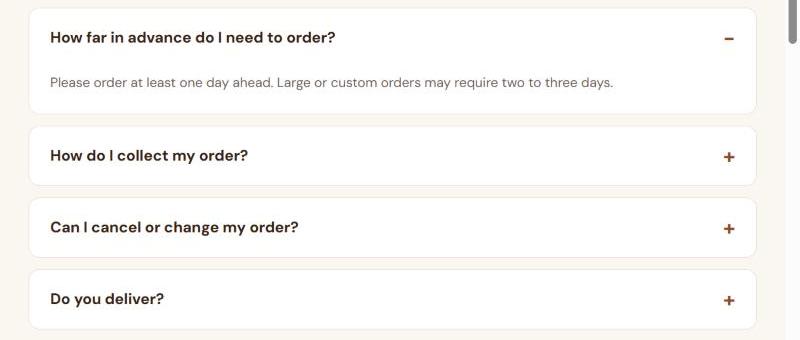 How far in advance do I need to order?
Please order at least one day ahead. Large or custom orders may require two to three days.
How do I collect my order?
Can I cancel or change my order?
Do you deliver?